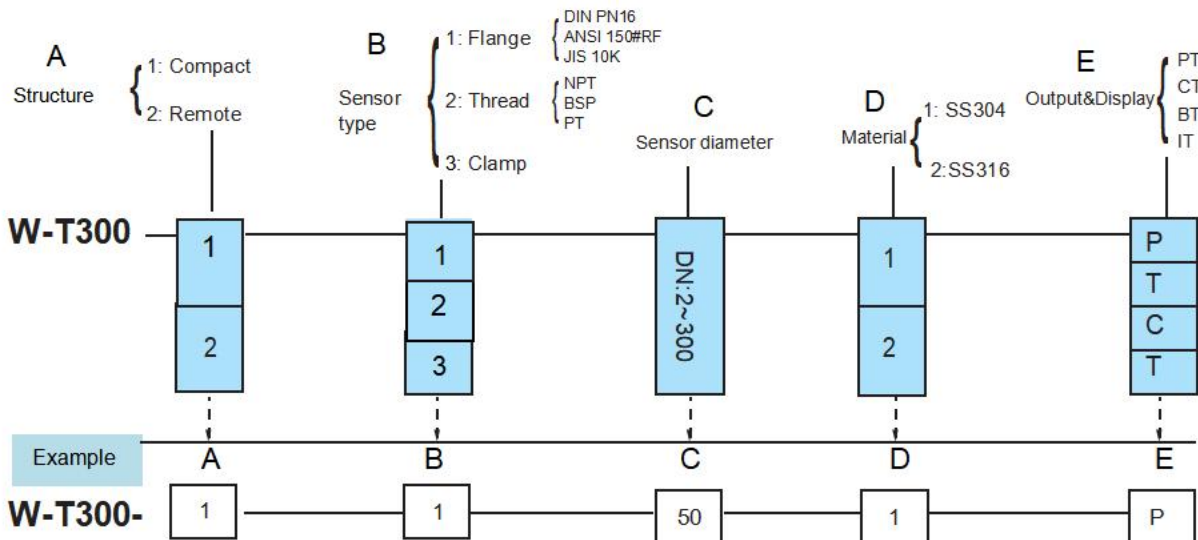 A
Structure
1: Compact
2: Remote
B
Sensor
type
1: Flange
DIN PN16
ANSI 150#RF
JIS 10K
2: Thread
NPT
BSP
PT
3: Clamp
C
Sensor diameter
D
Material
1: SS304
2:SS316
E
Output&Display
PT
CT
BT
IT
W-T300
1
2
1
2
3
DN:2~300
1
2
P
T
C
T
Example
A B C D E
W-T300- 1 1 50 1 P